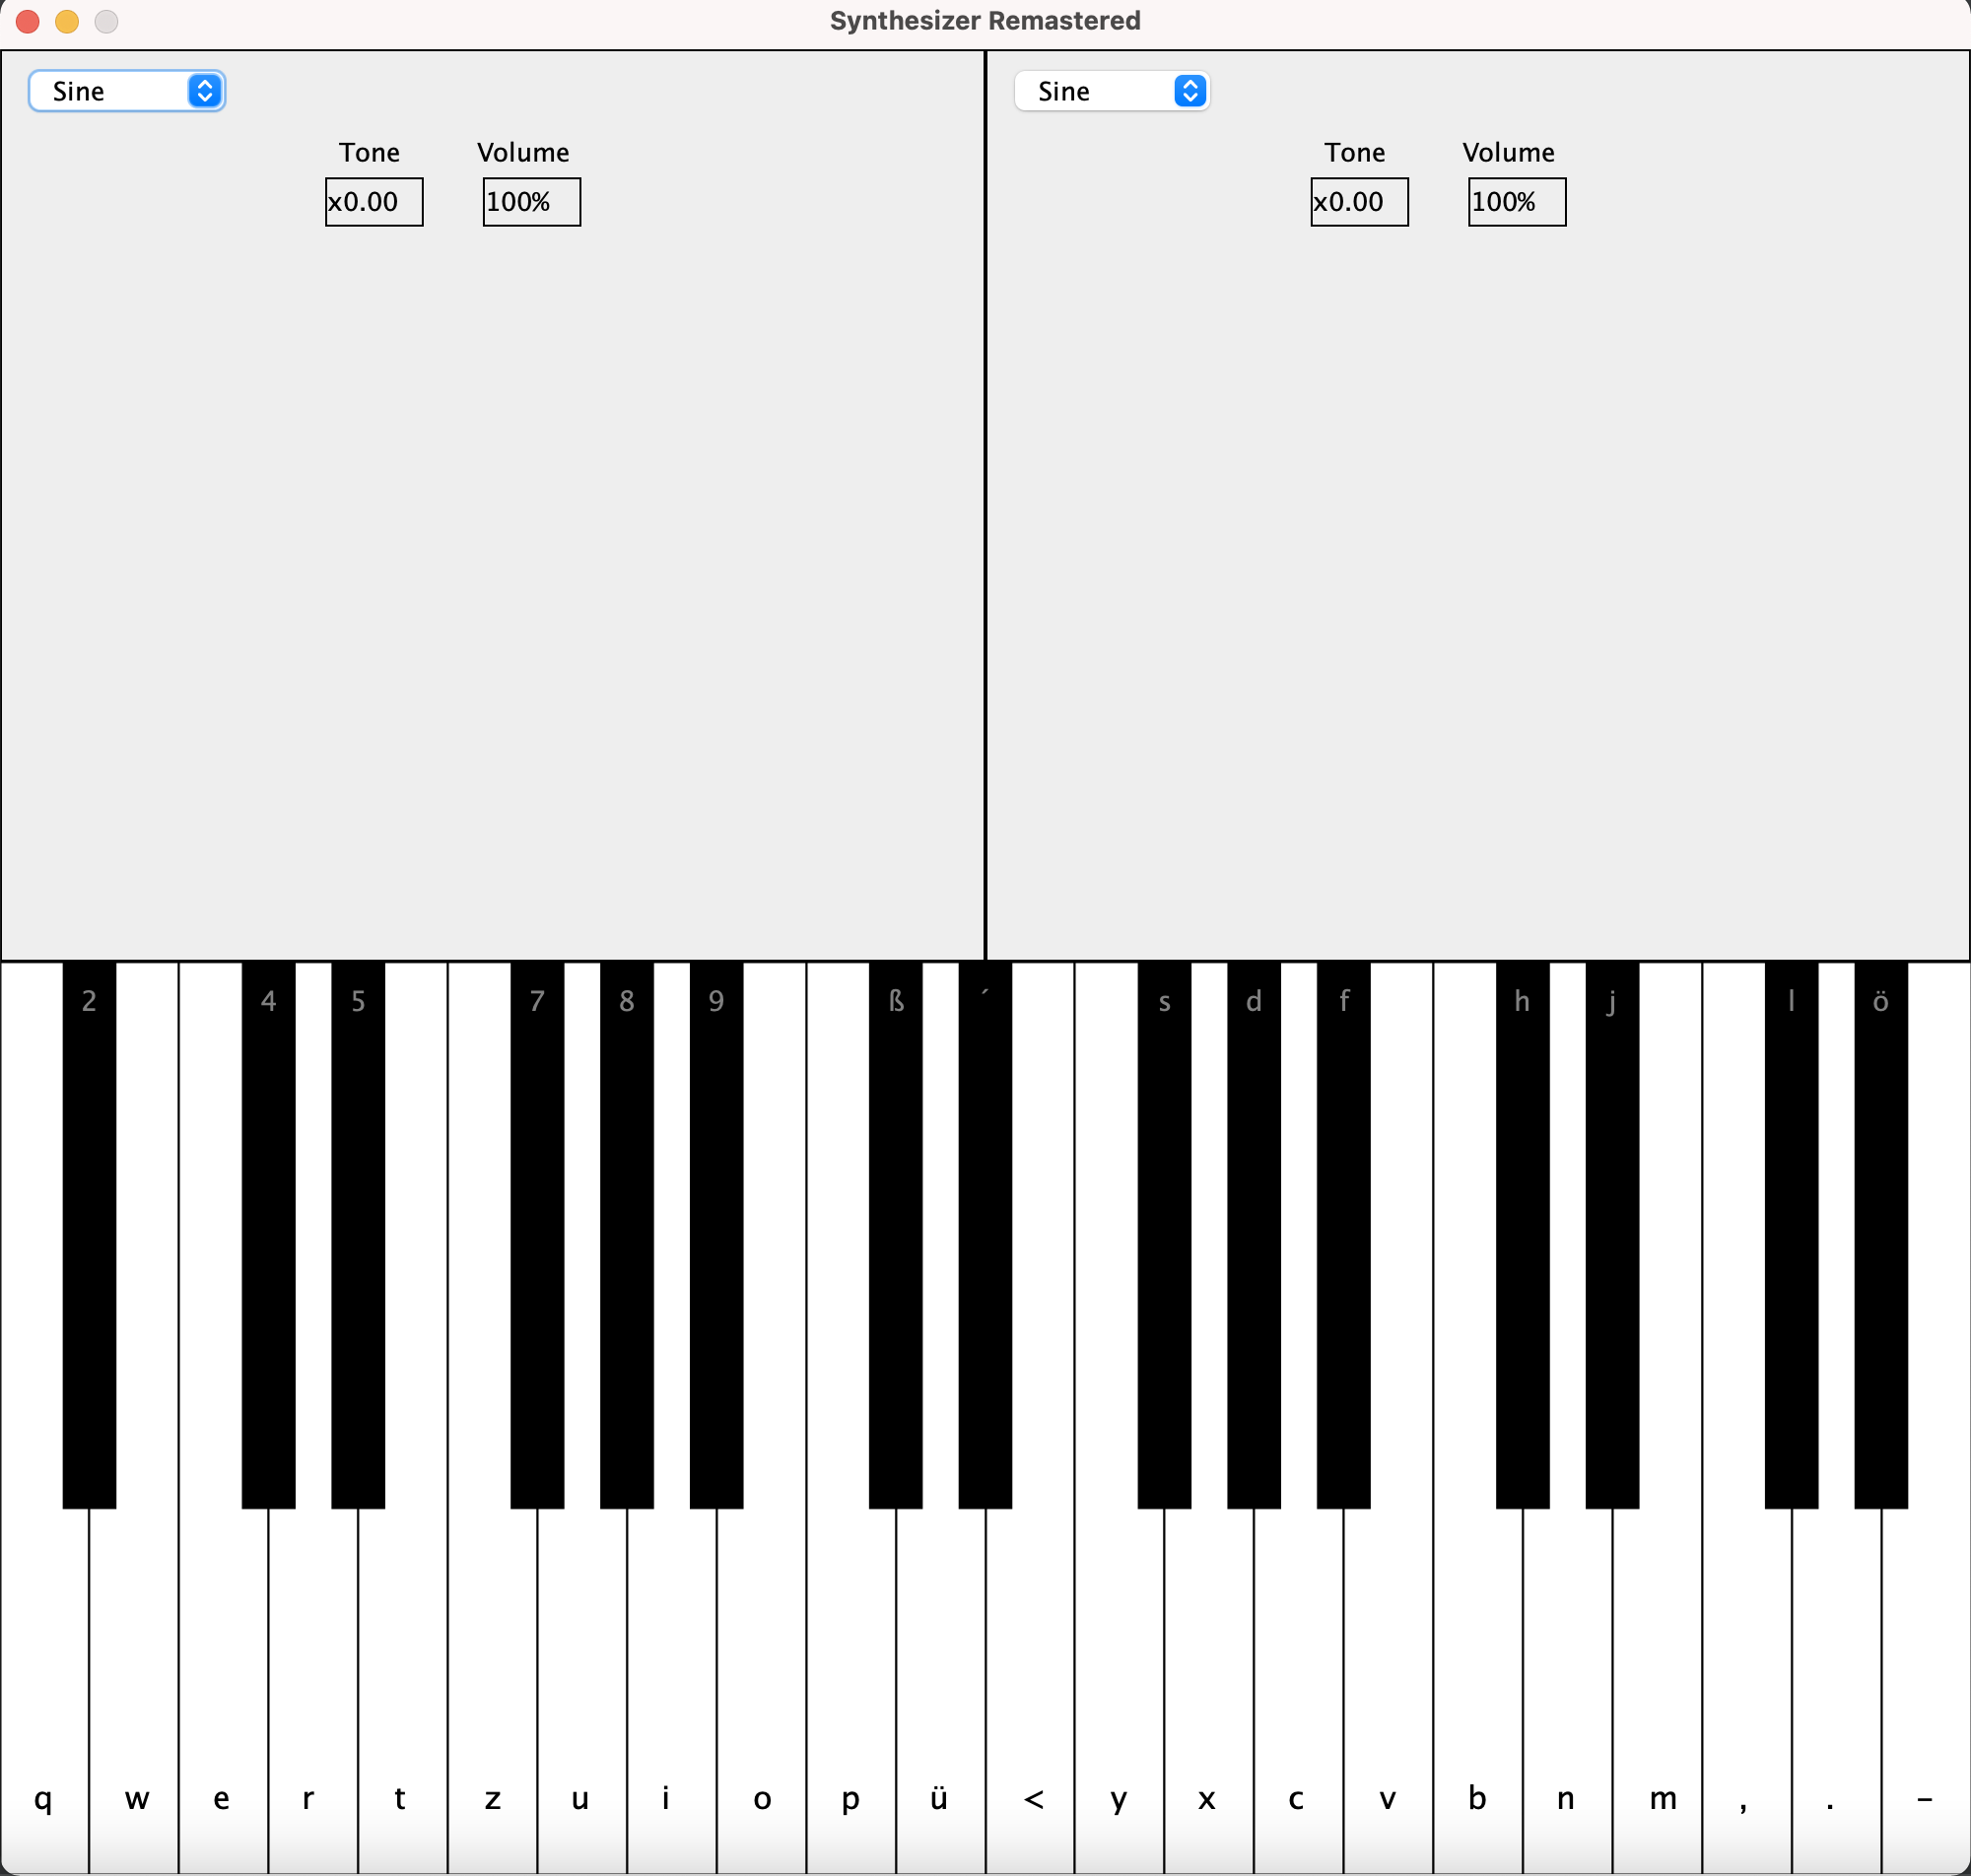 Synthesizer Remastered
Sine
Tone Volume
x0.00 100%
Sine
Tone Volume
x0.00 100%
2 4 5 7 8 9 ß ´ s d f h j l ö
q w e r t z u i o p ü < y x c v b n m , . -